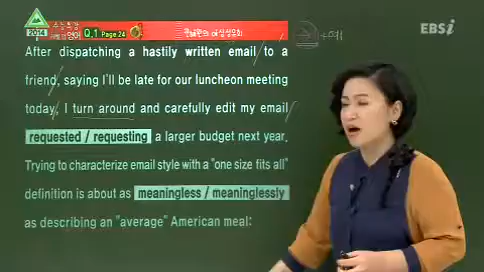 2014
Q.1 Page 24
EBSi
+예
After dispatching a hastily written email to a
friend, saying I'll be late for our luncheon meeting
today, I turn around and carefully edit my email
requested / requesting a larger budget next year.
Trying to characterize email style with a "one size fits all"
definition is about as meaningless / meaninglessly
as describing an "average" American meal: